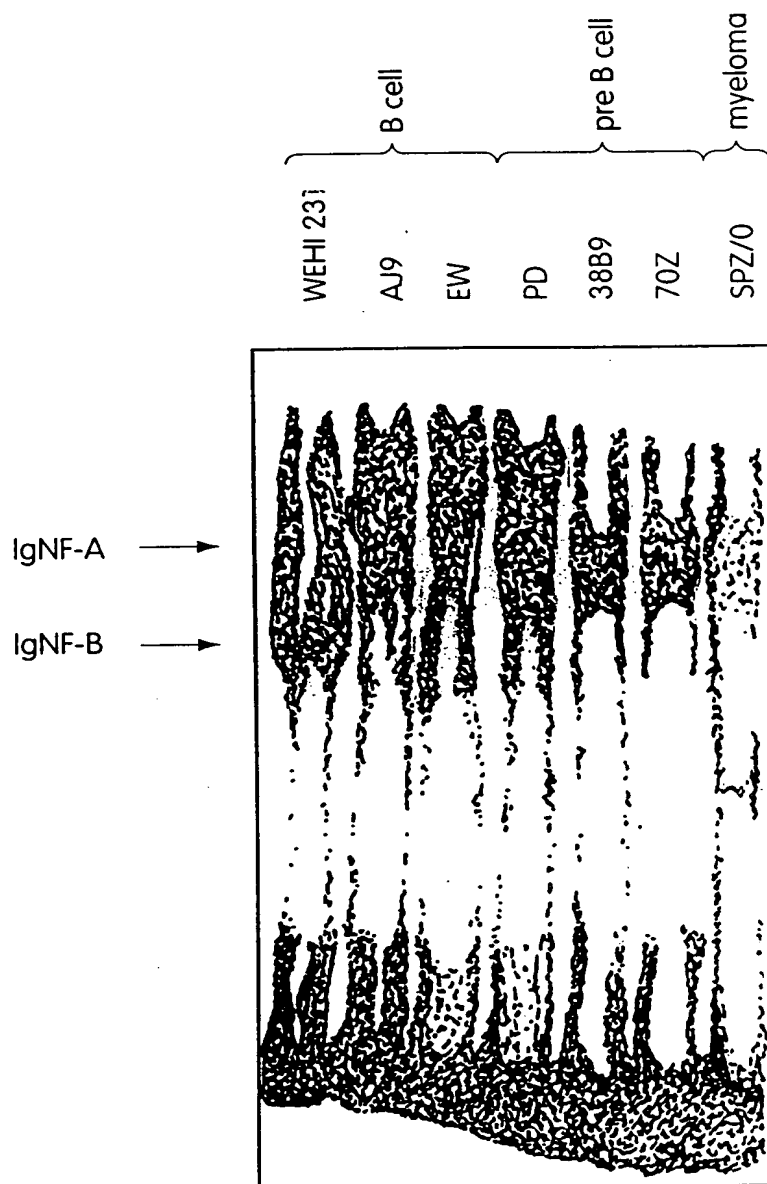 B cell
pre B cell
myeloma
WEHI 231
AJ9
EW
PD
38B9
70Z
SPZ/0
IgNF-A
IgNF-B